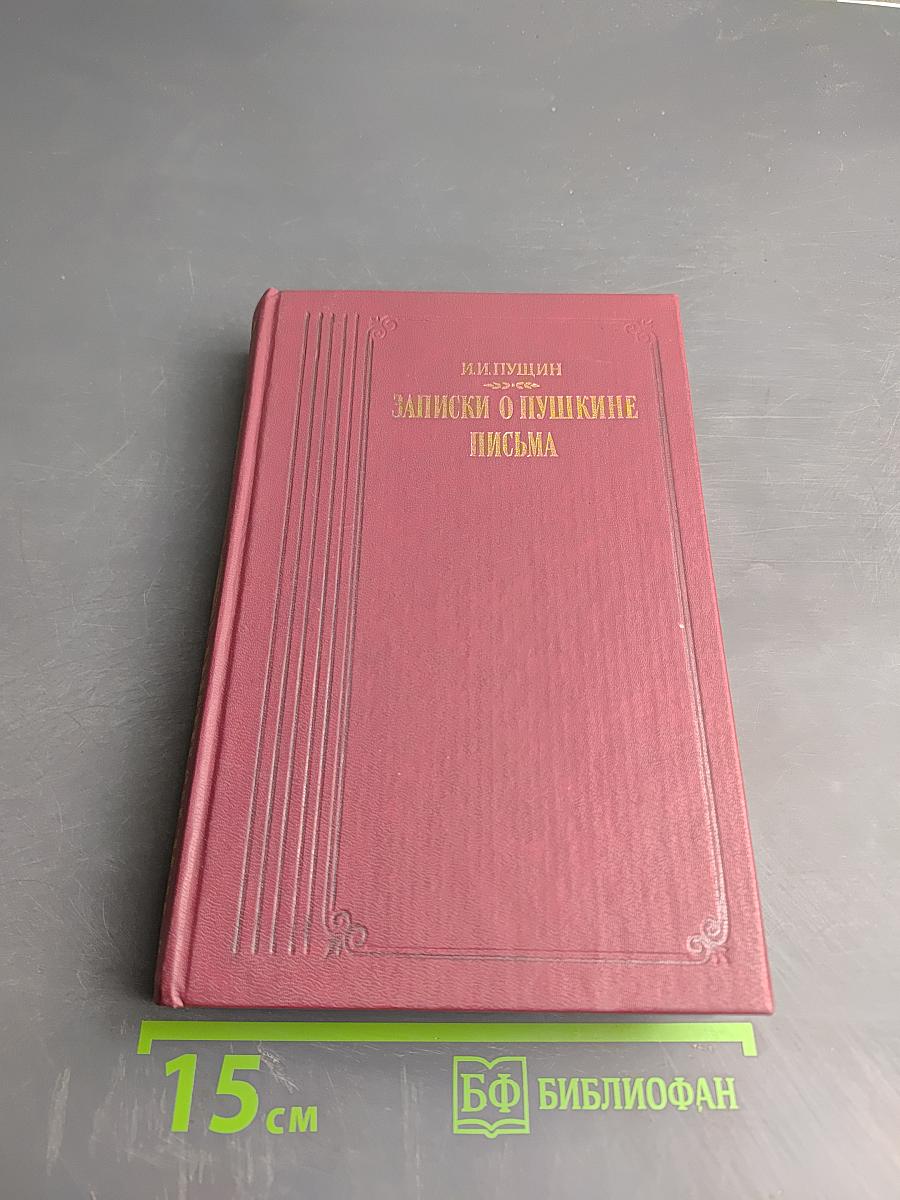 И.И.ПУЩИН
ЗАПИСКИ О ПУШКИНЕ
ПИСЬМА
15 см
БФ БИБЛИОФАН